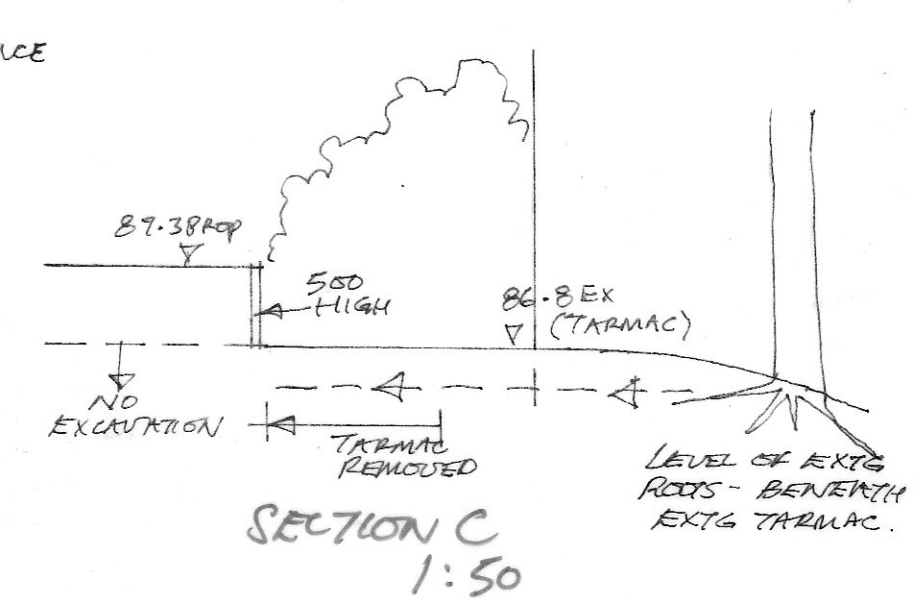 NCE
89.38 PROP
500
HIGH
86.8 EX
(TARMAC)
NO
EXCAVATION
TARMAC
REMOVED
LEVEL OF EXTG
ROOTS - BENEATH
EXTG TARMAC.
SECTION C
1:50